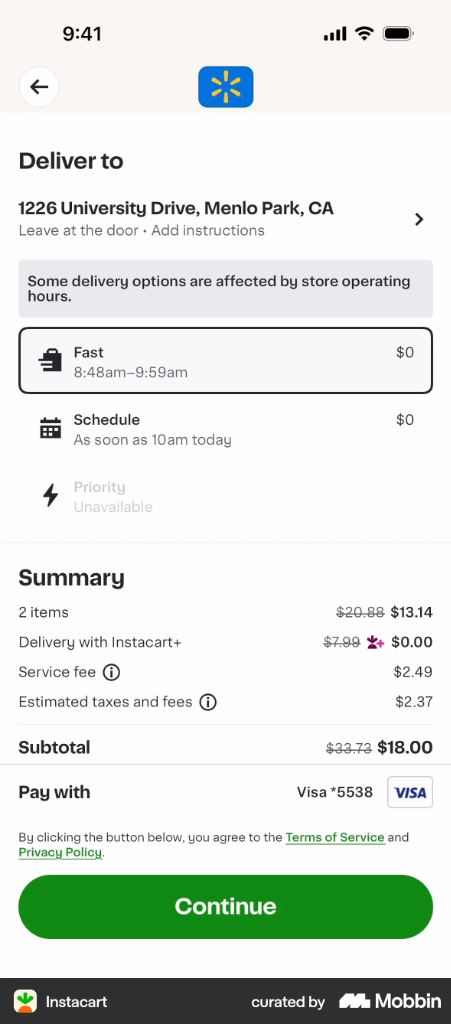 9:41
Deliver to
1226 University Drive, Menlo Park, CA
Leave at the door • Add instructions
Some delivery options are affected by store operating
hours.
Fast $0
8:48am–9:59am
Schedule $0
As soon as 10am today
Priority
Unavailable
Summary
2 items $20.88 $13.14
Delivery with Instacart+ $7.99 $0.00
Service fee $2.49
Estimated taxes and fees $2.37
Subtotal $33.73 $18.00
Pay with Visa *5538 VISA
By clicking the button below, you agree to the Terms of Service and
Privacy Policy.
Continue
Instacart curated by Mobbin